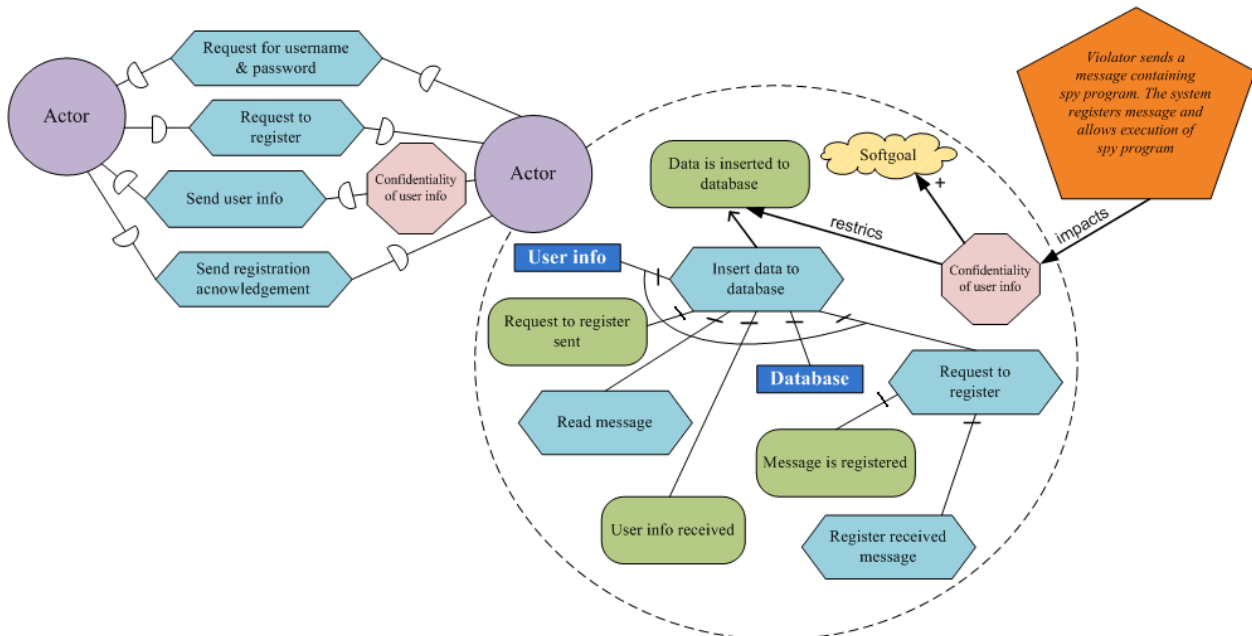 Request for username
& password
Actor
Request to
register
Send user info
Confidentiality
of user info
Send registration
acnowledgement
Actor
Data is inserted to
database
Softgoal
+
Violator sends a
message containing
spy program. The system
registers message and
allows execution of
spy program
restrics
impacts
User info
Insert data to
database
Confidentiality
of user info
Request to register
sent
Database
Request to
register
Read message
Message is registered
User info received
Register received
message